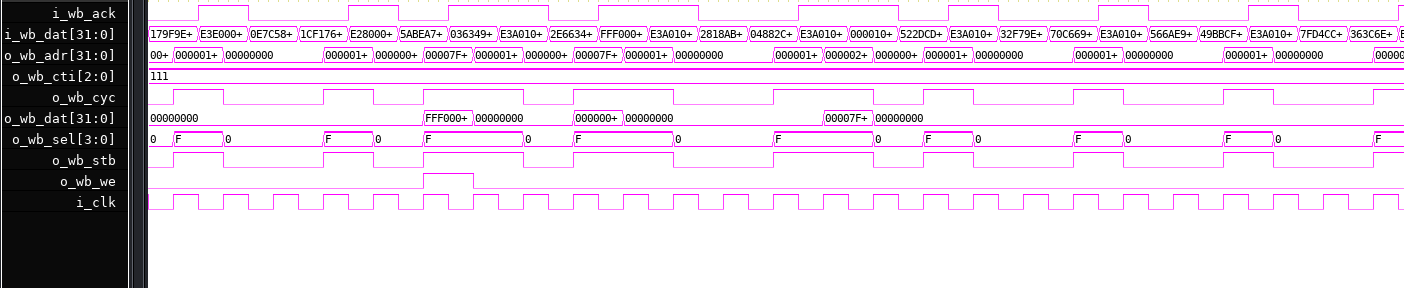 i_wb_ack
i_wb_dat[31:0] 179F9E+ E3E000+ 0E7C58+ 1CF176+ E28000+ 5ABEA7+ 036349+ E3A010+ 2E6634+ FFF000+ E3A010+ 2818AB+ 04882C+ E3A010+ 000010+ 522DCD+ E3A010+ 32F79E+ 70C669+ E3A010+ 566AE9+ 49BBCF+ E3A010+ 7FD4CC+ 363C6E+
o_wb_adr[31:0] 00+ 000001+ 00000000 000001+ 000000+ 00007F+ 000001+ 000000+ 00007F+ 000001+ 00000000 000001+ 000002+ 000000+ 000001+ 00000000 000001+ 00000000 000001+ 00000000 0000
o_wb_cti[2:0] 111
o_wb_cyc
o_wb_dat[31:0] 00000000 FFF000+ 00000000 000000+ 00000000 00007F+ 00000000
o_wb_sel[3:0] 0 F 0 F 0 F 0 F 0 F 0 F 0 F 0 F 0 F
o_wb_stb
o_wb_we
i_clk